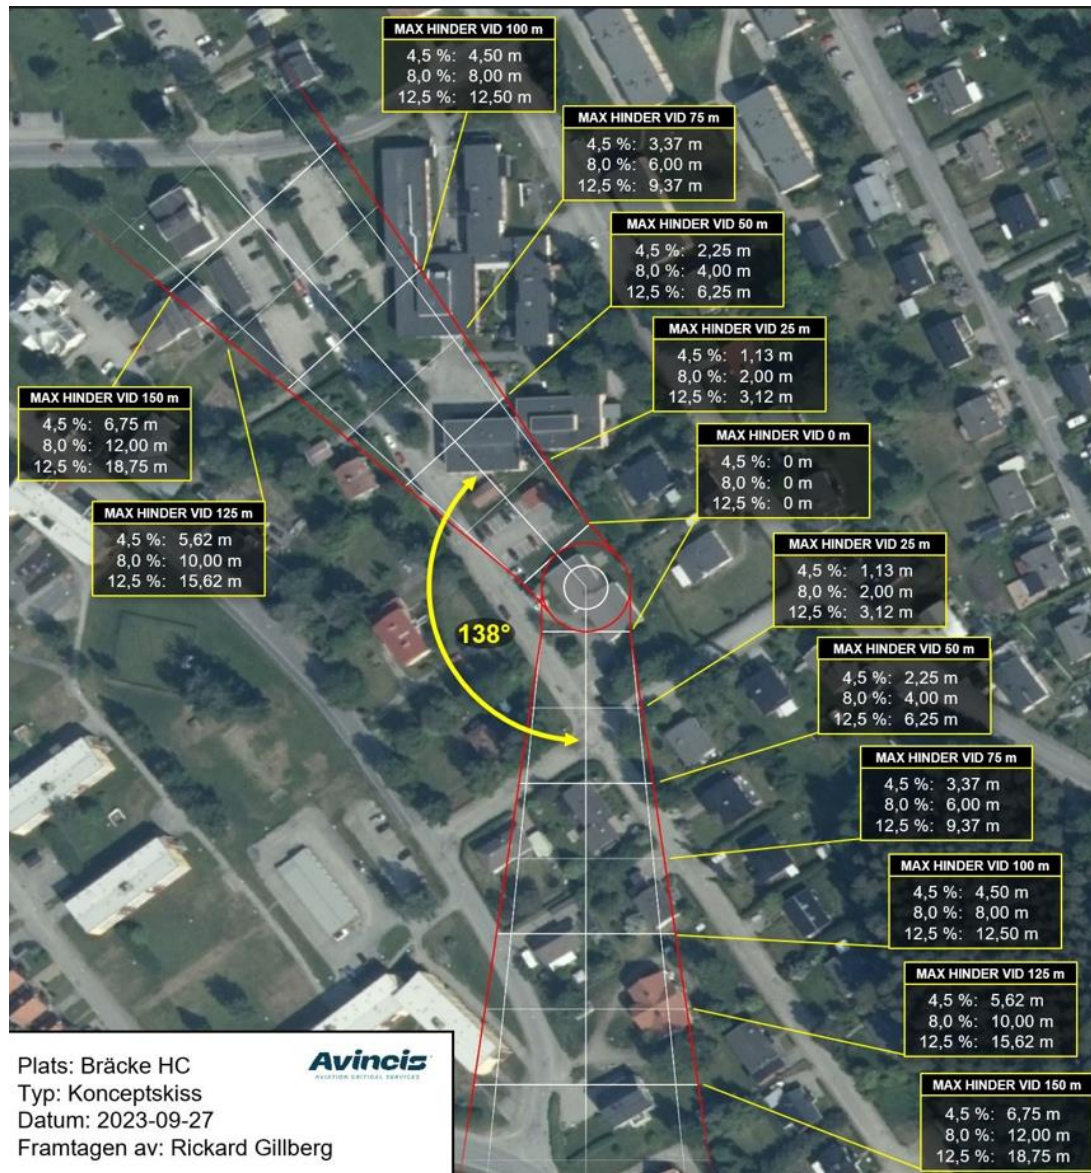 MAX HINDER VID 100 m
4,5 %: 4,50 m
8,0 %: 8,00 m
12,5 %: 12,50 m
MAX HINDER VID 75 m
4,5 %: 3,37 m
8,0 %: 6,00 m
12,5 %: 9,37 m
MAX HINDER VID 50 m
4,5 %: 2,25 m
8,0 %: 4,00 m
12,5 %: 6,25 m
MAX HINDER VID 25 m
4,5 %: 1,13 m
8,0 %: 2,00 m
12,5 %: 3,12 m
MAX HINDER VID 150 m
4,5 %: 6,75 m
8,0 %: 12,00 m
12,5 %: 18,75 m
MAX HINDER VID 0 m
4,5 %: 0 m
8,0 %: 0 m
12,5 %: 0 m
MAX HINDER VID 125 m
4,5 %: 5,62 m
8,0 %: 10,00 m
12,5 %: 15,62 m
MAX HINDER VID 25 m
4,5 %: 1,13 m
8,0 %: 2,00 m
12,5 %: 3,12 m
138°
MAX HINDER VID 50 m
4,5 %: 2,25 m
8,0 %: 4,00 m
12,5 %: 6,25 m
MAX HINDER VID 75 m
4,5 %: 3,37 m
8,0 %: 6,00 m
12,5 %: 9,37 m
MAX HINDER VID 100 m
4,5 %: 4,50 m
8,0 %: 8,00 m
12,5 %: 12,50 m
MAX HINDER VID 125 m
4,5 %: 5,62 m
8,0 %: 10,00 m
12,5 %: 15,62 m
MAX HINDER VID 150 m
4,5 %: 6,75 m
8,0 %: 12,00 m
12,5 %: 18,75 m
Plats: Bräcke HC
Typ: Konceptskiss
Datum: 2023-09-27
Framtagen av: Rickard Gillberg
Avincis
AVIATION CRITICAL SERVICES